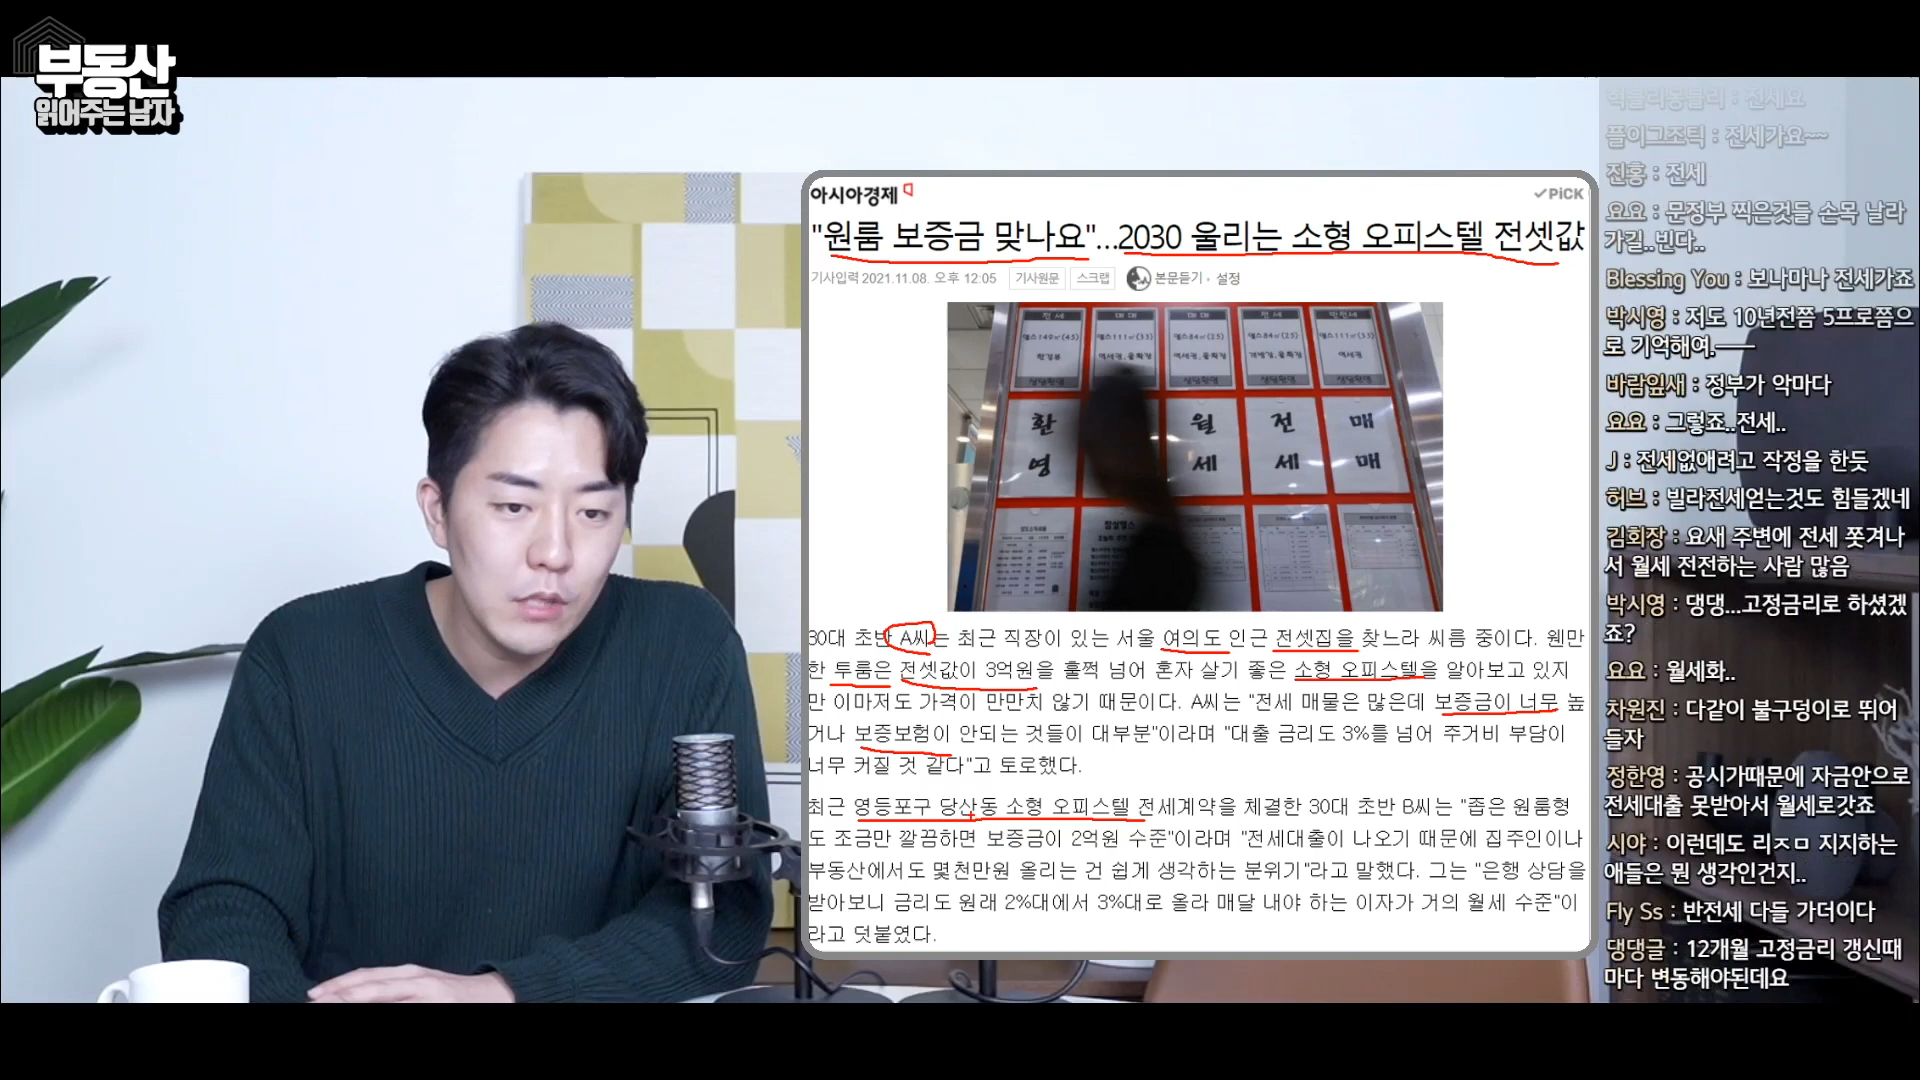 부동산
읽어주는 남자
아시아경제
PiCK
"원룸 보증금 맞나요"...2030 울리는 소형 오피스텔 전셋값
기사입력 2021.11.08. 오후 12:05 기사원문 스크랩 본문듣기 · 설정
전세 매매 매매 전세 반전세
환 월 전 매
영 세 세 매
30대 초반 A씨는 최근 직장이 있는 서울 여의도 인근 전셋집을 찾느라 씨름 중이다. 웬만
한 투룸은 전셋값이 3억원을 훌쩍 넘어 혼자 살기 좋은 소형 오피스텔을 알아보고 있지
만 이마저도 가격이 만만치 않기 때문이다. A씨는 "전세 매물은 많은데 보증금이 너무 높
거나 보증보험이 안되는 것들이 대부분"이라며 "대출 금리도 3%를 넘어 주거비 부담이
너무 커질 것 같다"고 토로했다.
최근 영등포구 당산동 소형 오피스텔 전세계약을 체결한 30대 초반 B씨는 "좁은 원룸형
도 조금만 깔끔하면 보증금이 2억원 수준"이라며 "전세대출이 나오기 때문에 집주인이나
부동산에서도 몇천만원 올리는 건 쉽게 생각하는 분위기"라고 말했다. 그는 "은행 상담을
받아보니 금리도 원래 2%대에서 3%대로 올라 매달 내야 하는 이자가 거의 월세 수준"이
라고 덧붙였다.
: 전세요
플이그조틱 : 전세가요~~
진홍 : 전세
요요 : 문정부 찍은것들 손목 날라
가길..빈다..
Blessing You : 보나마나 전세가죠
박시영 : 저도 10년전쯤 5프로쯤으
로 기억해여.——
바람잎새 : 정부가 악마다
요요 : 그렇죠..전세..
J : 전세없애려고 작정을 한듯
허브 : 빌라전세얻는것도 힘들겠네
김회장 : 요새 주변에 전세 쫓겨나
서 월세 전전하는 사람 많음
박시영 : 댕댕...고정금리로 하셨겠
죠?
요요 : 월세화..
차원진 : 다같이 불구덩이로 뛰어
들자
정한영 : 공시가때문에 자금안으로
전세대출 못받아서 월세로갓죠
시야 : 이런데도 리ㅈㅁ 지지하는
애들은 뭔 생각인건지..
Fly Ss : 반전세 다들 가더이다
댕댕글 : 12개월 고정금리 갱신때
마다 변동해야된데요